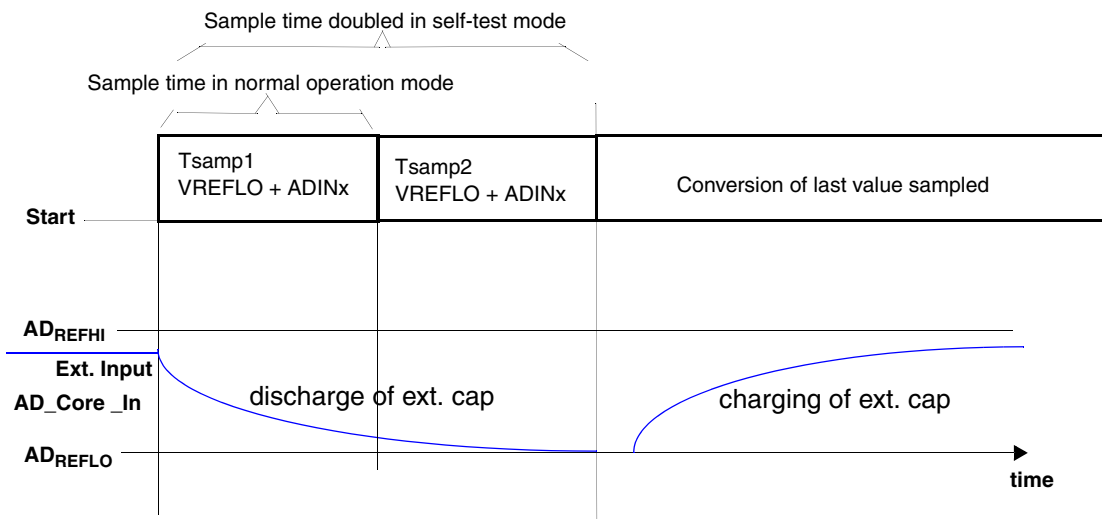 Sample time doubled in self-test mode
Sample time in normal operation mode
Tsamp1
VREFLO + ADINx
Tsamp2
VREFLO + ADINx
Conversion of last value sampled
Start
ADREFHI
Ext. Input
AD_Core _In
discharge of ext. cap
charging of ext. cap
ADREFLO
time